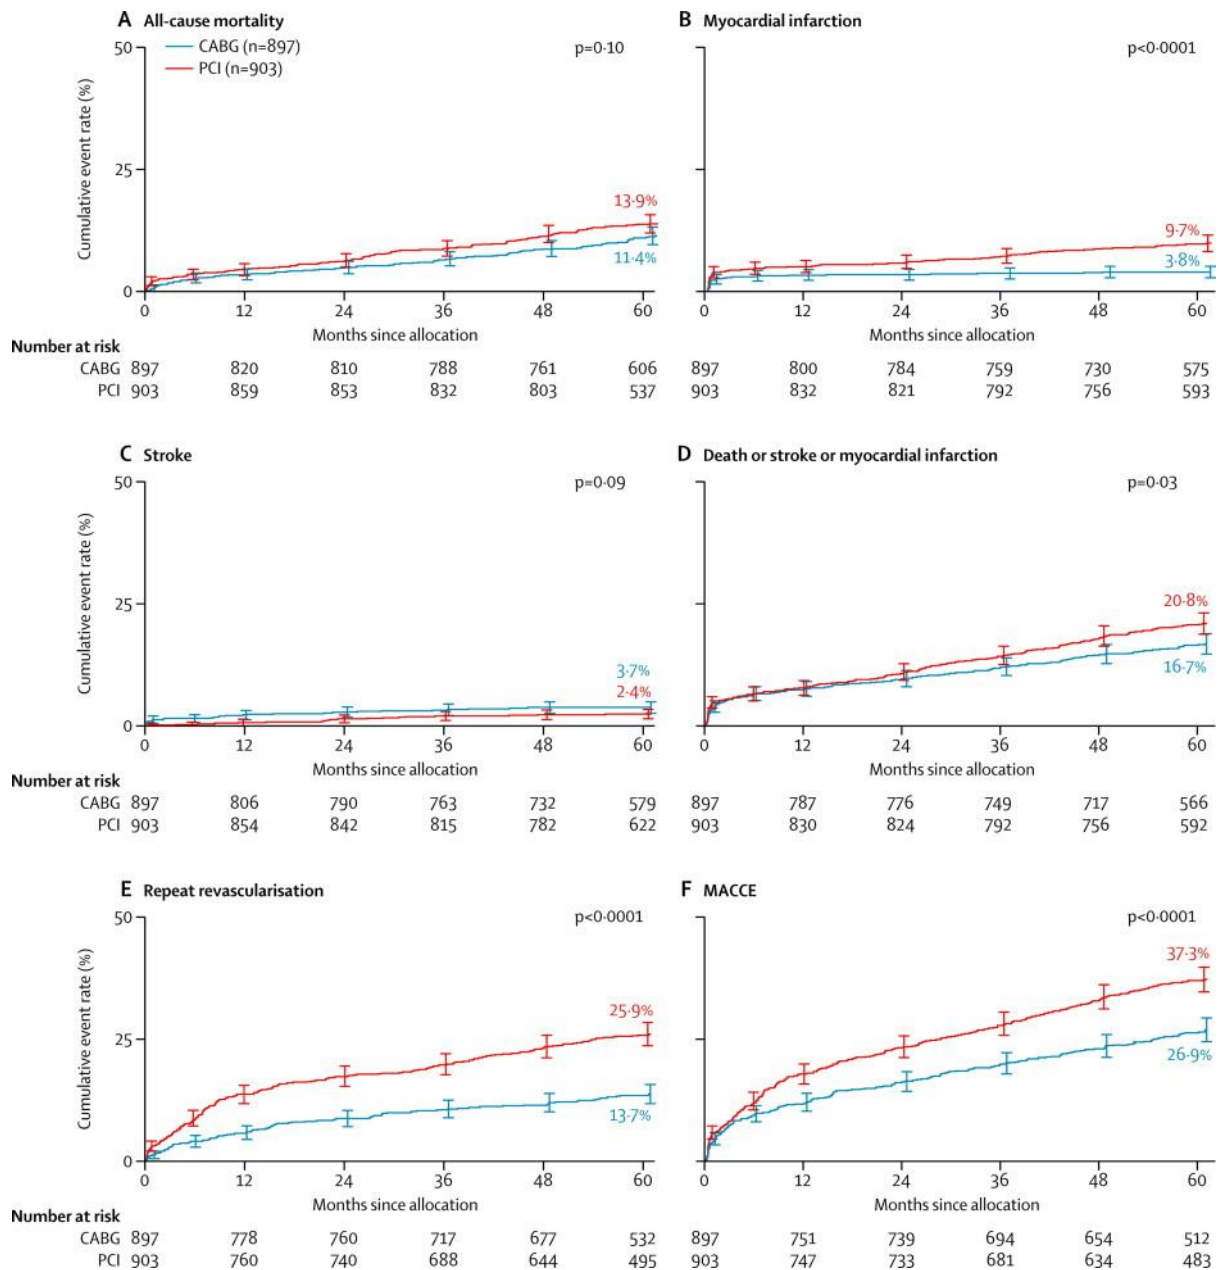 A All-cause mortality
CABG (n=897)
PCI (n=903)
p=0·10
Cumulative event rate (%)
50
25
0
13·9%
11·4%
0 12 24 36 48 60
Months since allocation
Number at risk
CABG 897 820 810 788 761 606
PCI 903 859 853 832 803 537
B Myocardial infarction
p<0·0001
9·7%
3·8%
0 12 24 36 48 60
Months since allocation
897 800 784 759 730 575
903 832 821 792 756 593
C Stroke
p=0·09
Cumulative event rate (%)
50
25
0
3·7%
2·4%
0 12 24 36 48 60
Months since allocation
Number at risk
CABG 897 806 790 763 732 579
PCI 903 854 842 815 782 622
D Death or stroke or myocardial infarction
p=0·03
20·8%
16·7%
0 12 24 36 48 60
Months since allocation
897 787 776 749 717 566
903 830 824 792 756 592
E Repeat revascularisation
p<0·0001
Cumulative event rate (%)
50
25
0
25·9%
13·7%
0 12 24 36 48 60
Months since allocation
Number at risk
CABG 897 778 760 717 677 532
PCI 903 760 740 688 644 495
F MACCE
p<0·0001
37·3%
26·9%
0 12 24 36 48 60
Months since allocation
897 751 739 694 654 512
903 747 733 681 634 483